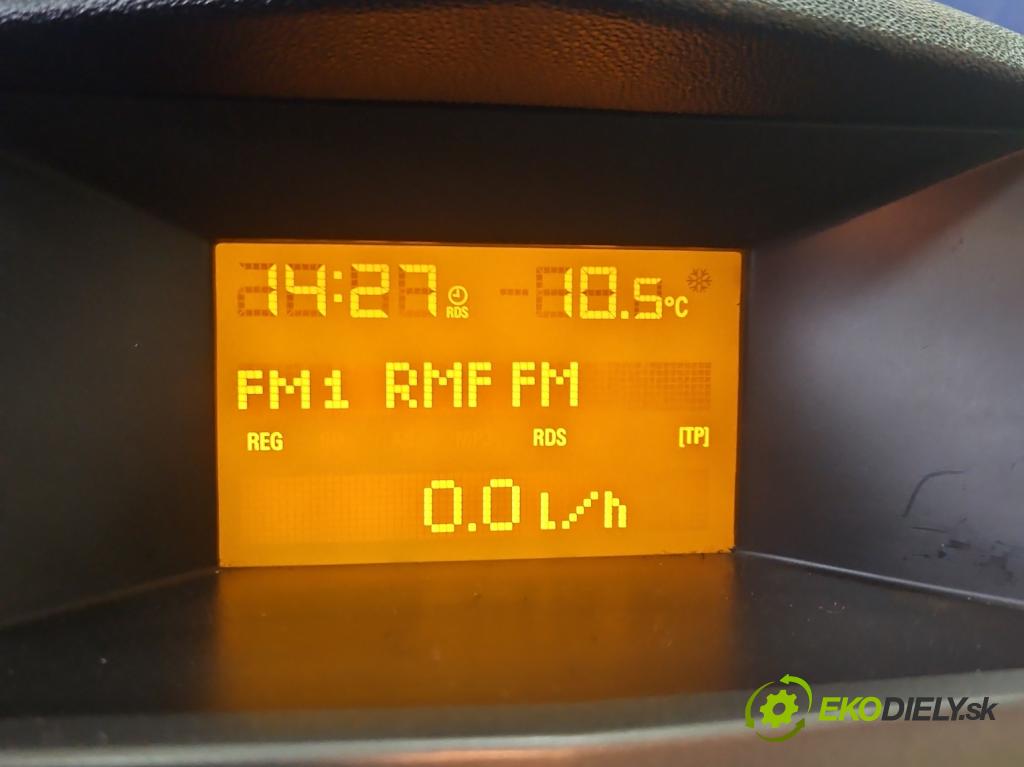 14:27 RDS 10.5°C
FM1 RMF FM
REG RDS [TP]
0.0 l/h
EKODIELY.sk